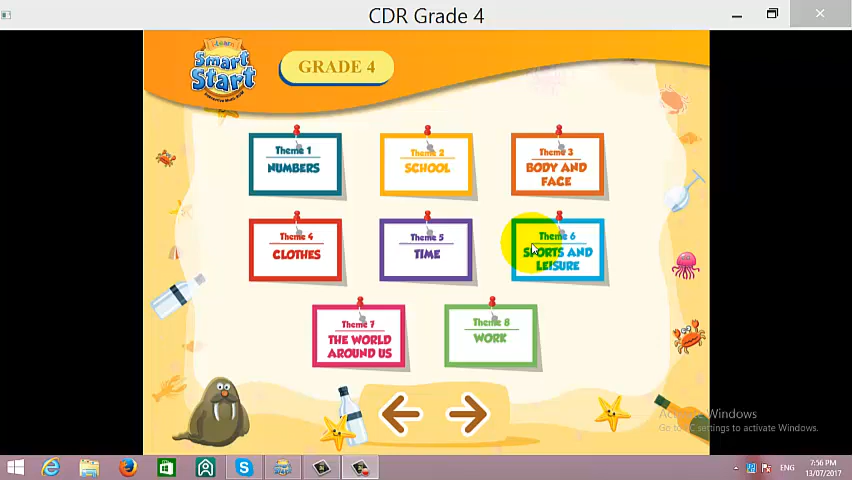 CDR Grade 4
i-Learn
Smart
Start
GRADE 4
Theme 1
NUMBERS
Theme 2
SCHOOL
Theme 3
BODY AND
FACE
Theme 4
CLOTHES
Theme 5
TIME
Theme 6
SPORTS AND
LEISURE
Theme 7
THE WORLD
AROUND US
Theme 8
WORK
Activate Windows
Go to PC settings to activate Windows.
ENG
7:56 PM
13/07/2017